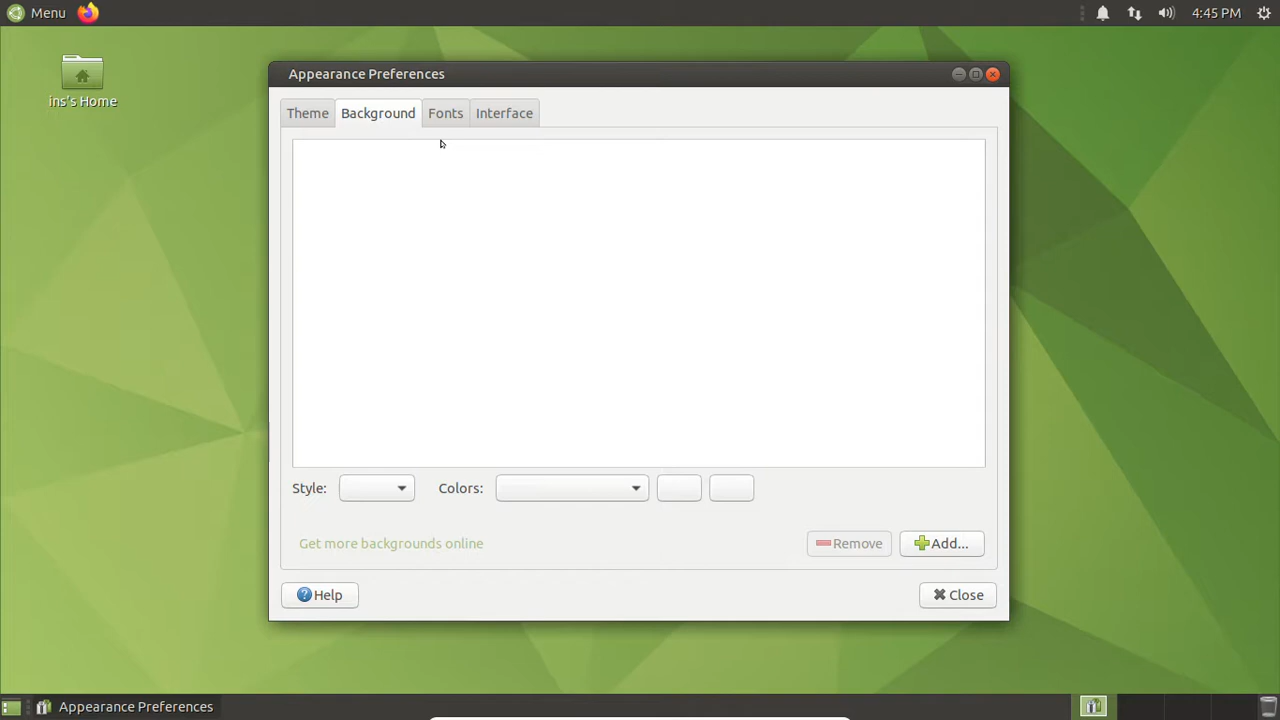 Menu
4:45 PM
ins's Home
Appearance Preferences
Theme
Background
Fonts
Interface
Style:
Colors:
Get more backgrounds online
Remove
Add...
Help
Close
Appearance Preferences